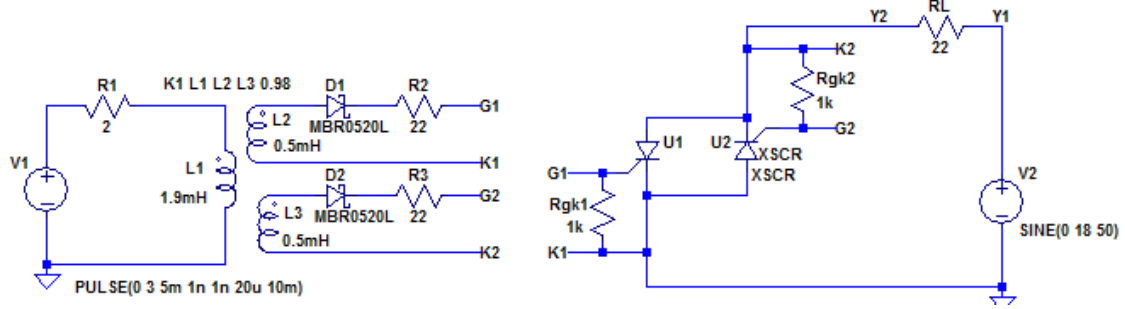 R1
2
K1 L1 L2 L3 0.98
V1
L1
1.9mH
L2
0.5mH
D1
MBR0520L
R2
22
G1
K1
L3
0.5mH
D2
MBR0520L
R3
22
G2
K2
PULSE(0 3 5m 1n 1n 20u 10m)
Y2
RL
22
Y1
K2
Rgk2
1k
G2
U1
U2
XSCR
XSCR
G1
Rgk1
1k
K1
V2
SINE(0 18 50)